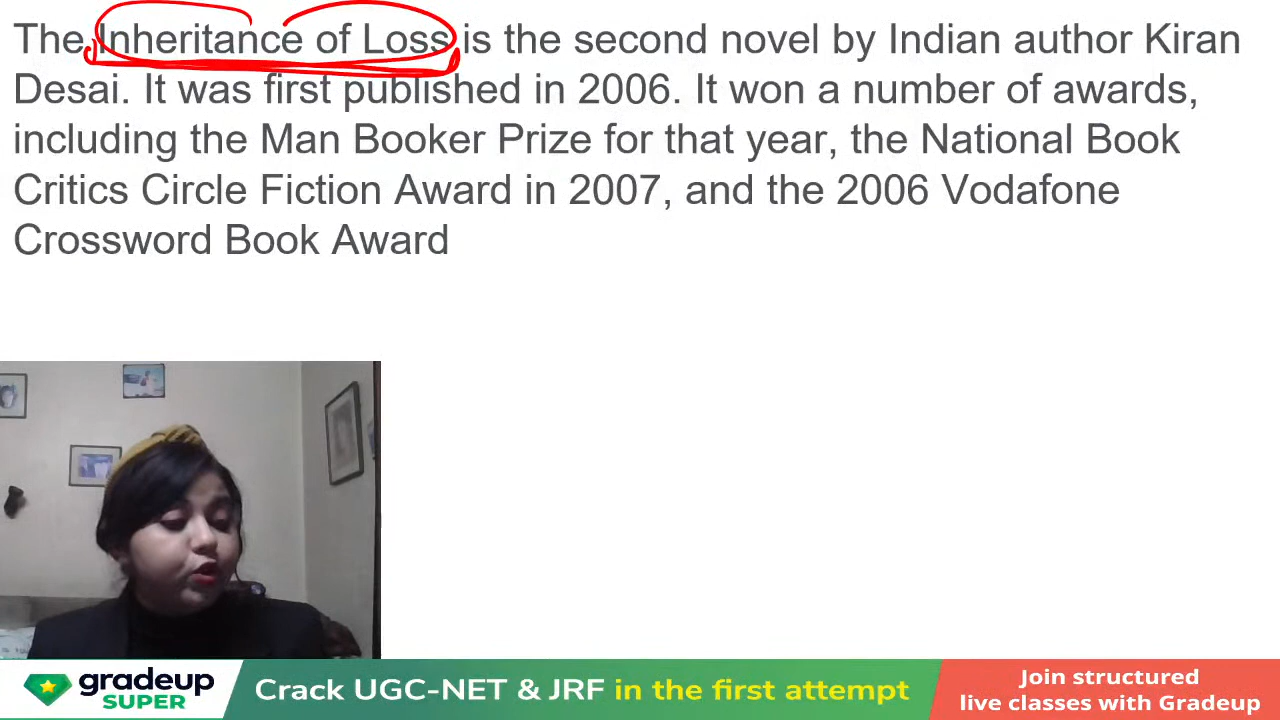 The Inheritance of Loss is the second novel by Indian author Kiran
Desai. It was first published in 2006. It won a number of awards,
including the Man Booker Prize for that year, the National Book
Critics Circle Fiction Award in 2007, and the 2006 Vodafone
Crossword Book Award
gradeup
SUPER
Crack UGC-NET & JRF in the first attempt
Join structured
live classes with Gradeup